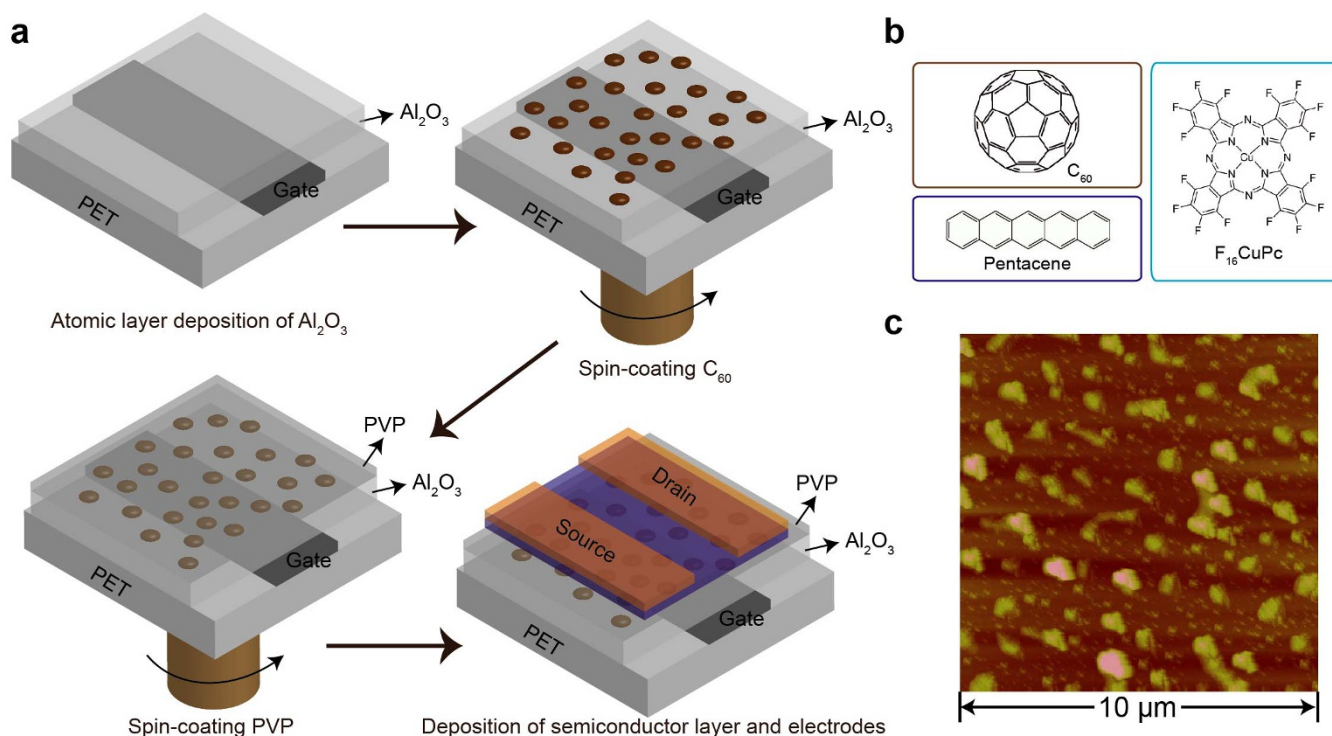 a
Al₂O₃
Gate
PET
Atomic layer deposition of Al₂O₃
Al₂O₃
Gate
PET
Spin-coating C₆₀
PVP
Al₂O₃
Gate
PET
Spin-coating PVP
Drain
Source
PVP
Al₂O₃
Gate
PET
Deposition of semiconductor layer and electrodes
b
C₆₀
Pentacene
F
F
F
F
F
F
F
F
N
N
N
N
Cu
N
N
N
N
F
F
F
F
F
F
F
F
F₁₆CuPc
c
10 µm